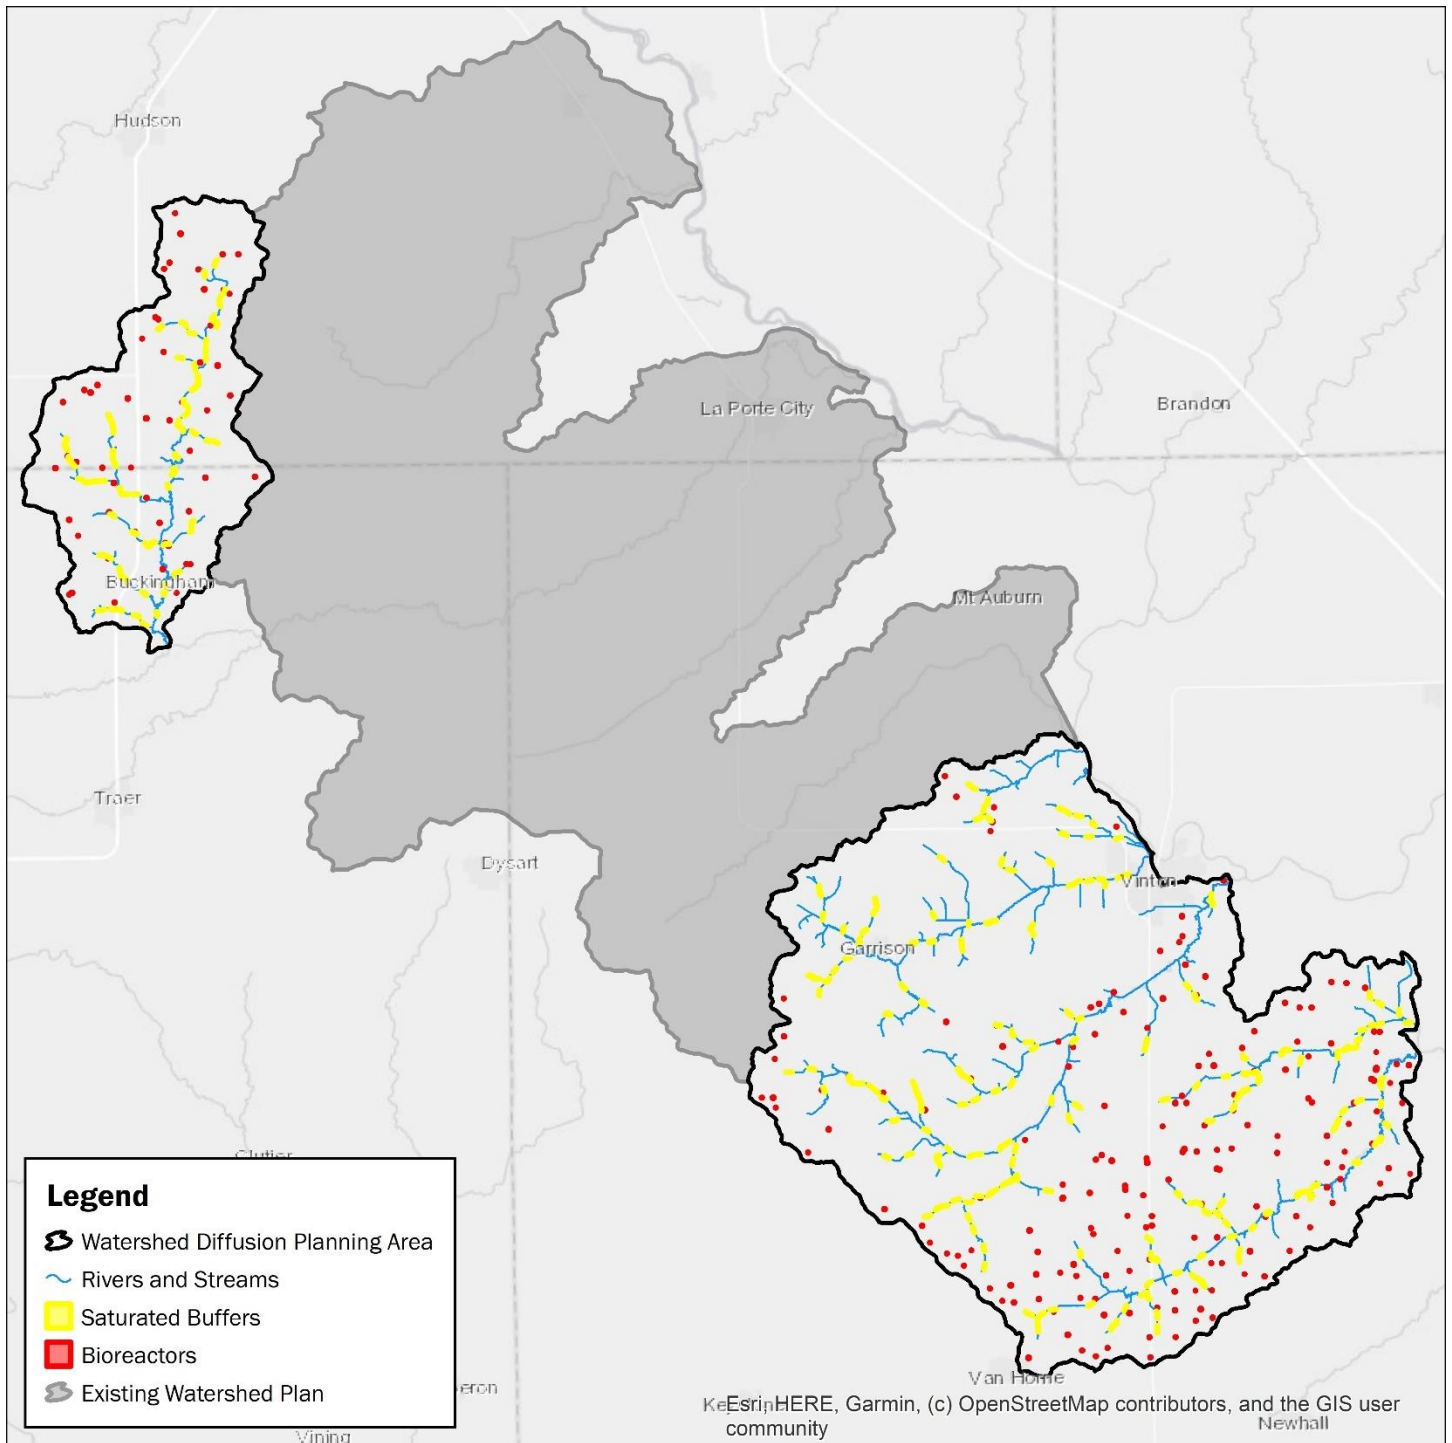 Hudson
La Porte City
Brandon
Buckingham
Mt Auburn
Traer
Dysart
Vinton
Garrison
Clutier
Legend
Watershed Diffusion Planning Area
Rivers and Streams
Saturated Buffers
Bioreactors
Existing Watershed Plan
Van Horne
Esri, HERE, Garmin, (c) OpenStreetMap contributors, and the GIS user
community
Newhall
Vining